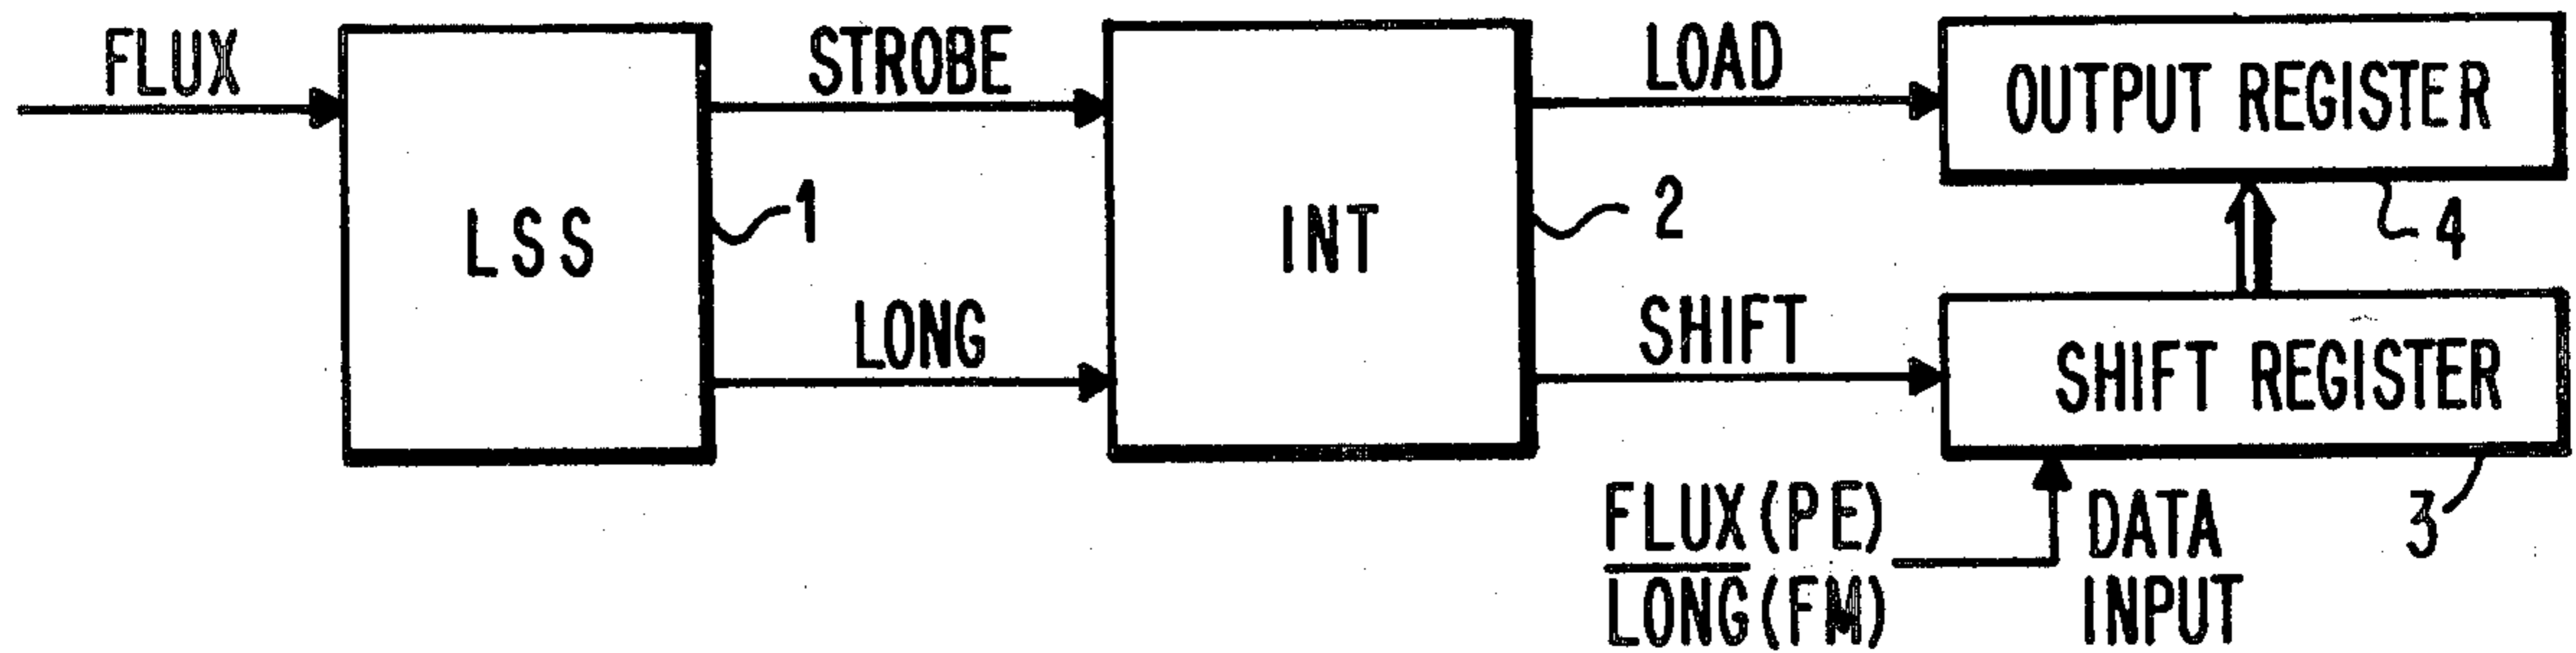 FLUX
STROBE
LOAD
OUTPUT REGISTER
LSS
1
INT
2
4
LONG
SHIFT
SHIFT REGISTER
FLUX(PE)
L̅O̅N̅G̅(FM)
DATA
INPUT
3